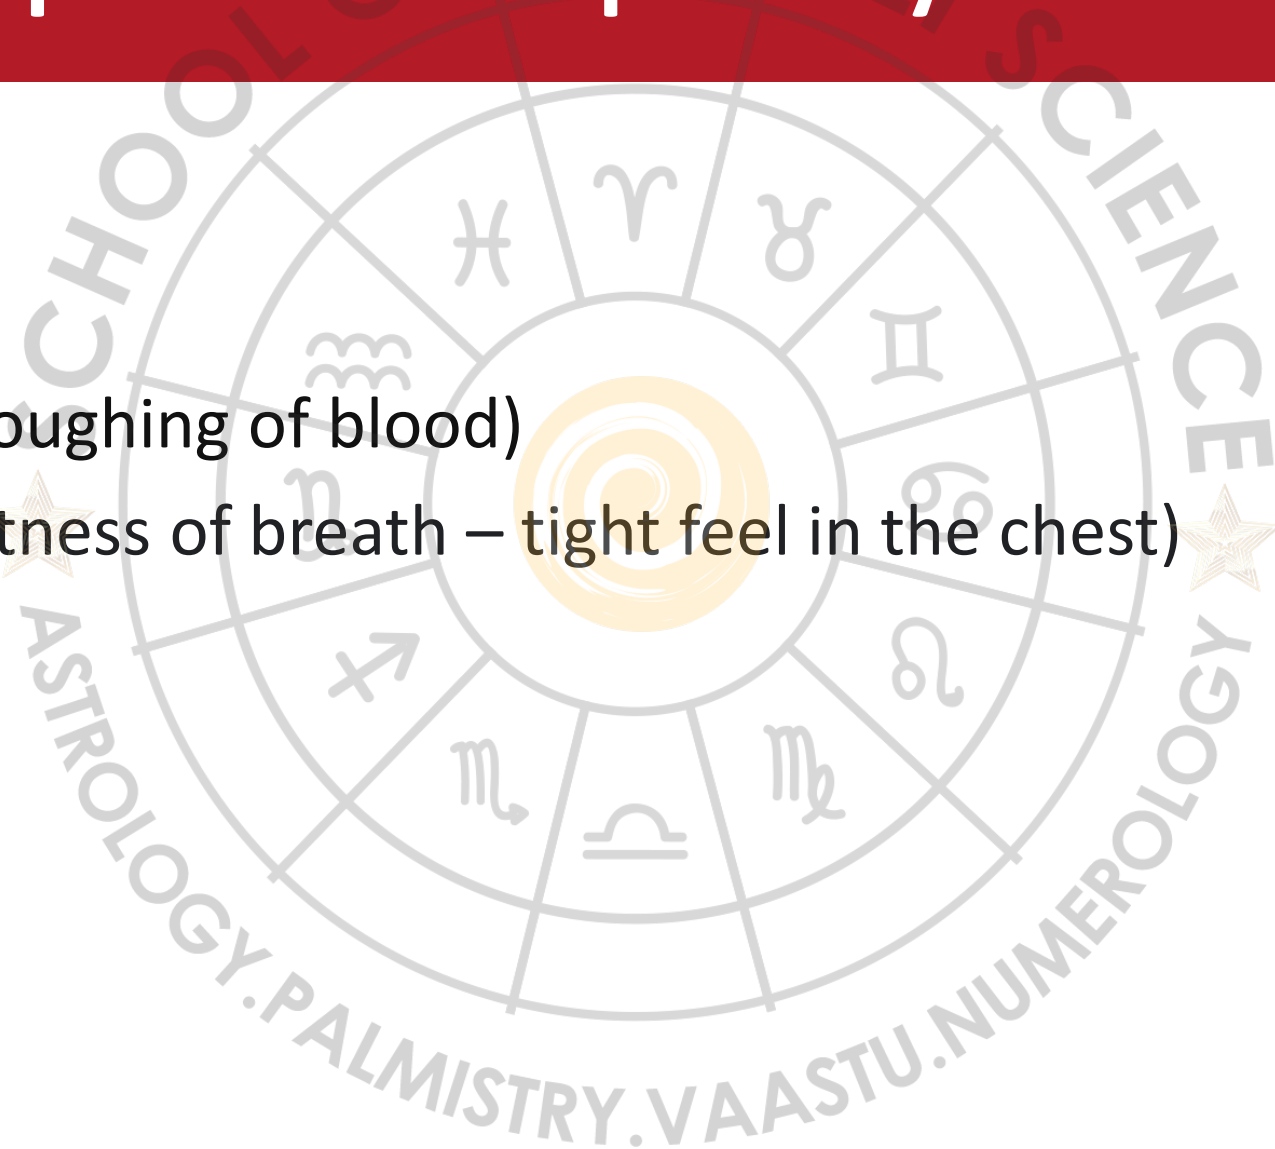 SCHOOL SCIENCE
oughing of blood)
tness of breath – tight feel in the chest)
ASTROLOGY.PALMISTRY.VAASTU.NUMEROLOGY